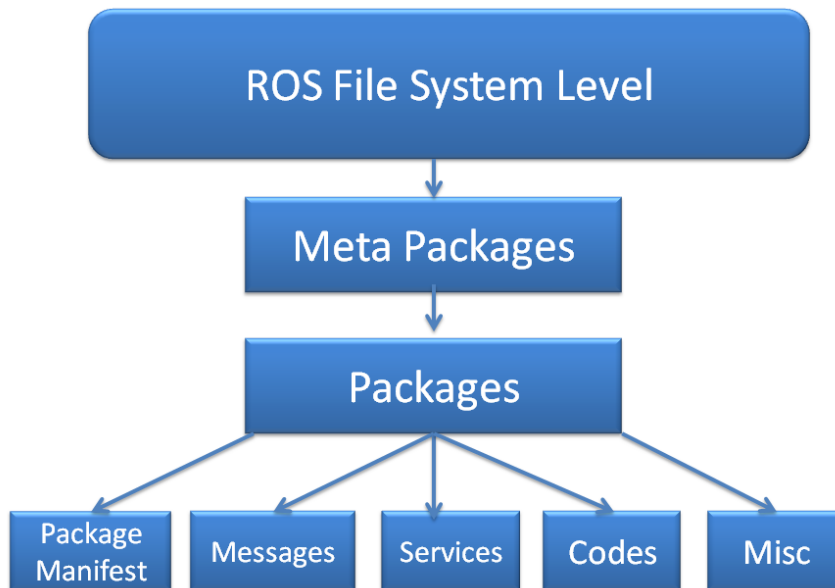 ROS File System Level
Meta Packages
Packages
Package
Manifest
Messages
Services
Codes
Misc